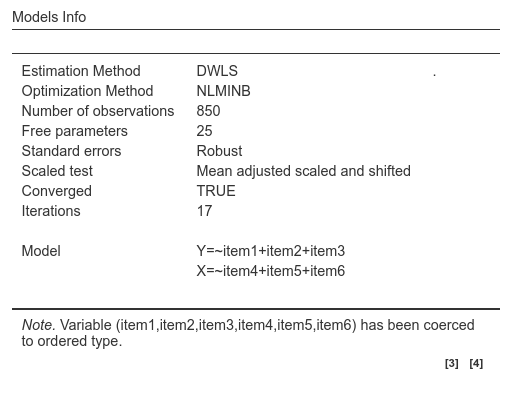 Models Info
Estimation Method DWLS .
Optimization Method NLMINB
Number of observations 850
Free parameters 25
Standard errors Robust
Scaled test Mean adjusted scaled and shifted
Converged TRUE
Iterations 17
Model Y=~item1+item2+item3
X=~item4+item5+item6
Note. Variable (item1,item2,item3,item4,item5,item6) has been coerced
to ordered type.
[3] [4]